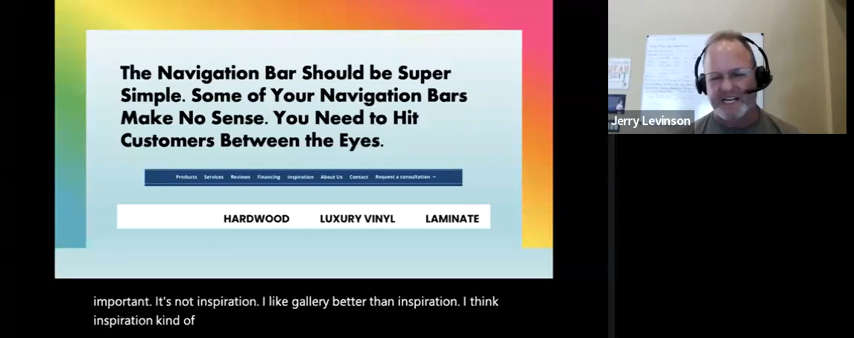 The Navigation Bar Should be Super
Simple. Some of Your Navigation Bars
Make No Sense. You Need to Hit
Customers Between the Eyes.
Products Services Reviews Financing Inspiration About Us Contact Request a consultation →
HARDWOOD LUXURY VINYL LAMINATE
important. It's not inspiration. I like gallery better than inspiration. I think
inspiration kind of
Jerry Levinson